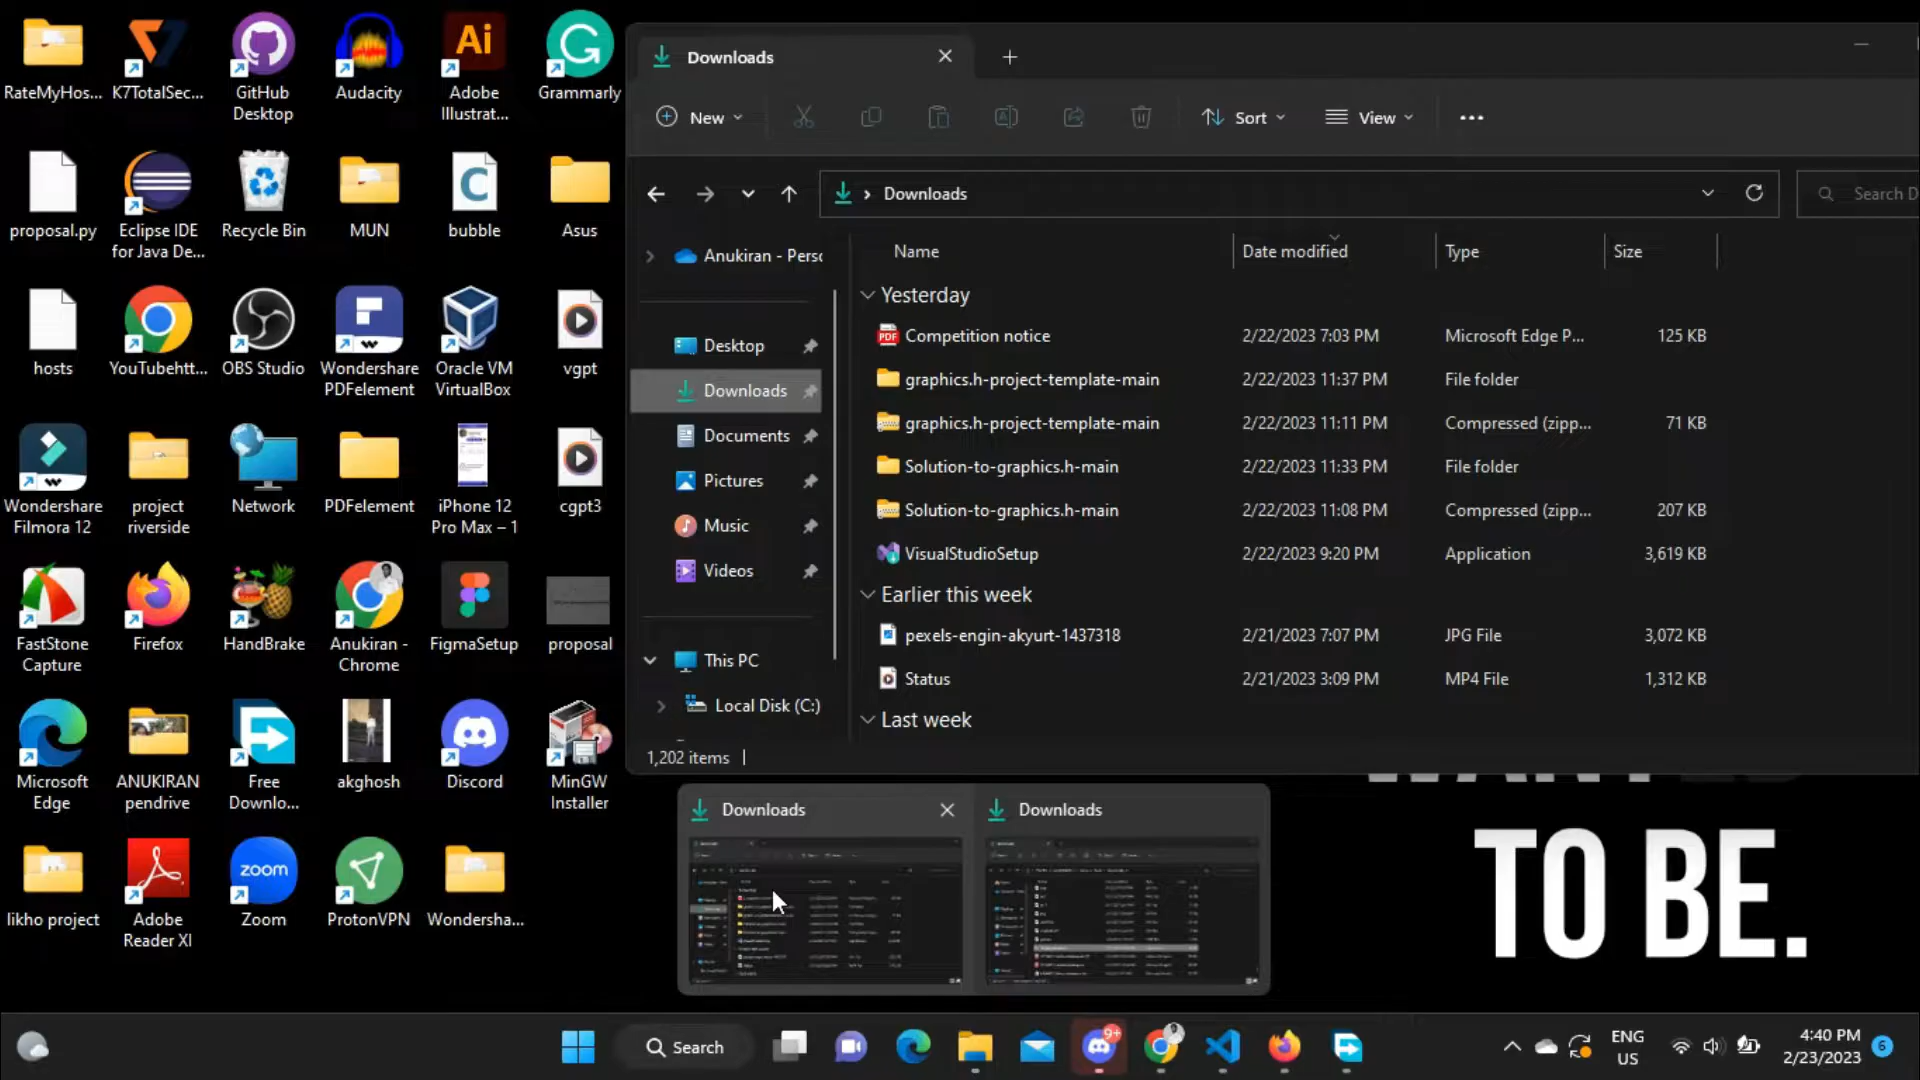 RateMyHos...
K7TotalSec...
GitHub
Desktop
Audacity
Ai
Adobe
Illustrat...
Grammarly
proposal.py
Eclipse IDE
for Java De...
Recycle Bin
MUN
C
bubble
Asus
hosts
YouTubehtt...
OBS Studio
Wondershare
PDFelement
Oracle VM
VirtualBox
vgpt
Wondershare
Filmora 12
project
riverside
Network
PDFelement
iPhone 12
Pro Max – 1
cgpt3
FastStone
Capture
Firefox
HandBrake
Anukiran -
Chrome
FigmaSetup
proposal
Microsoft
Edge
ANUKIRAN
pendrive
Free
Downlo...
akghosh
Discord
MinGW
Installer
likho project
Adobe
Reader XI
zoom
Zoom
ProtonVPN
Wondersha...
Downloads
New
Sort
View
Downloads
Search D
Anukiran - Perso
Desktop
Downloads
Documents
Pictures
Music
Videos
This PC
Local Disk (C:)
Name Date modified Type Size
Yesterday
PDF Competition notice 2/22/2023 7:03 PM Microsoft Edge P... 125 KB
graphics.h-project-template-main 2/22/2023 11:37 PM File folder
graphics.h-project-template-main 2/22/2023 11:11 PM Compressed (zipp... 71 KB
Solution-to-graphics.h-main 2/22/2023 11:33 PM File folder
Solution-to-graphics.h-main 2/22/2023 11:08 PM Compressed (zipp... 207 KB
VisualStudioSetup 2/22/2023 9:20 PM Application 3,619 KB
Earlier this week
pexels-engin-akyurt-1437318 2/21/2023 7:07 PM JPG File 3,072 KB
Status 2/21/2023 3:09 PM MP4 File 1,312 KB
Last week
1,202 items
Downloads
Downloads
TO BE.
Search
9+
ENG
US
4:40 PM
2/23/2023
6